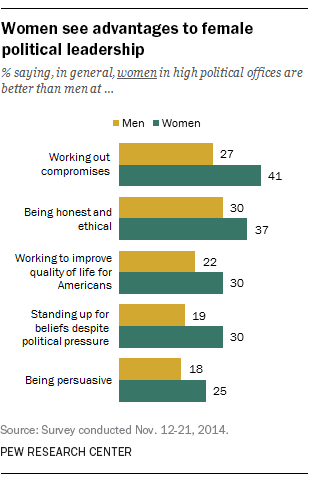 Women see advantages to female
political leadership
% saying, in general, women in high political offices are
better than men at ...
Men Women
Working out
compromises
27
41
Being honest and
ethical
30
37
Working to improve
quality of life for
Americans
22
30
Standing up for
beliefs despite
political pressure
19
30
Being persuasive
18
25
Source: Survey conducted Nov. 12-21, 2014.
PEW RESEARCH CENTER